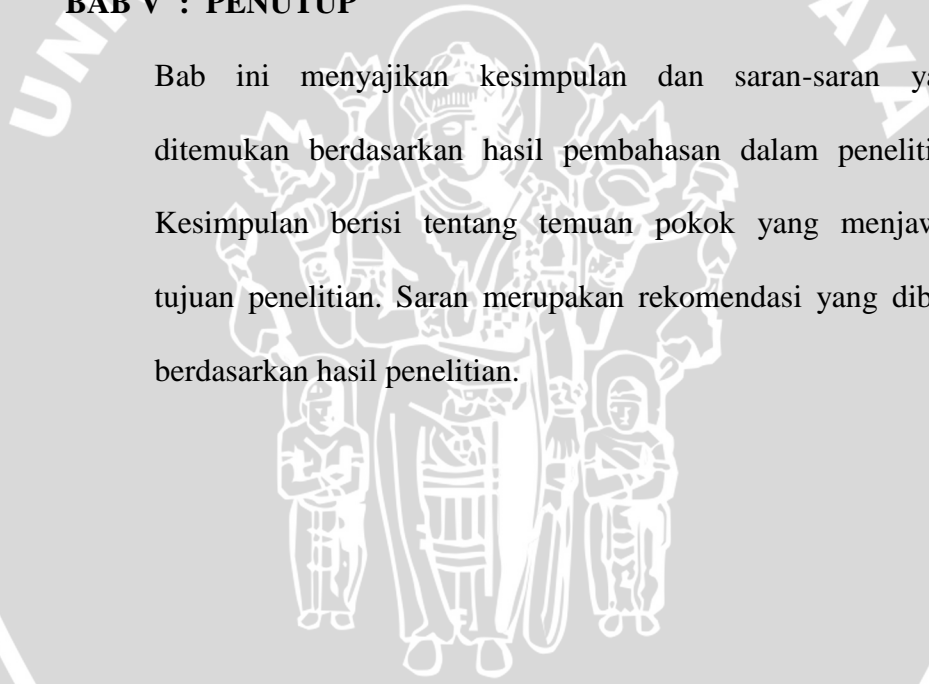 BAB V : PENUTUP
Bab ini menyajikan kesimpulan dan saran-saran
ditemukan berdasarkan hasil pembahasan dalam
Kesimpulan berisi tentang temuan pokok yang
tujuan penelitian. Saran merupakan rekomendasi yang
berdasarkan hasil penelitian.